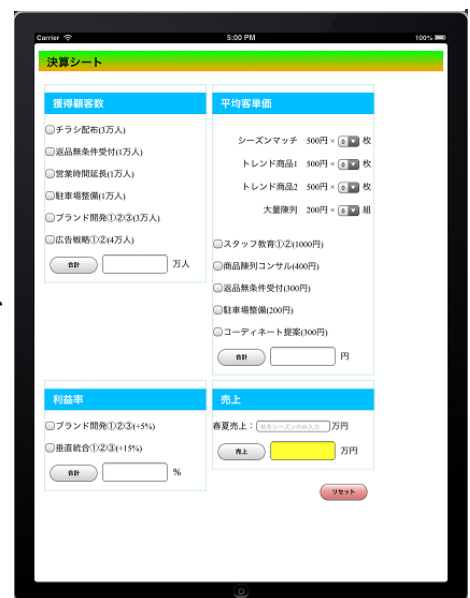 Carrier 5:00 PM 100%
決算シート
獲得顧客数
チラシ配布(3万人)
返品無条件受付(1万人)
営業時間延長(1万人)
駐車場整備(1万人)
ブランド開発①②③(3万人)
広告戦略①②(4万人)
合計 万人
平均客単価
シーズンマッチ 500円 × 0 枚
トレンド商品1 500円 × 0 枚
トレンド商品2 500円 × 0 枚
大量陳列 200円 × 0 組
スタッフ教育①②(1000円)
商品陳列コンサル(400円)
返品無条件受付(300円)
駐車場整備(200円)
コーディネート提案(300円)
合計 円
利益率
ブランド開発①②③(+5%)
垂直統合①②③(+15%)
合計 %
売上
春夏売上: 秋冬シーズンのみ入力 万円
売上 万円
リセット